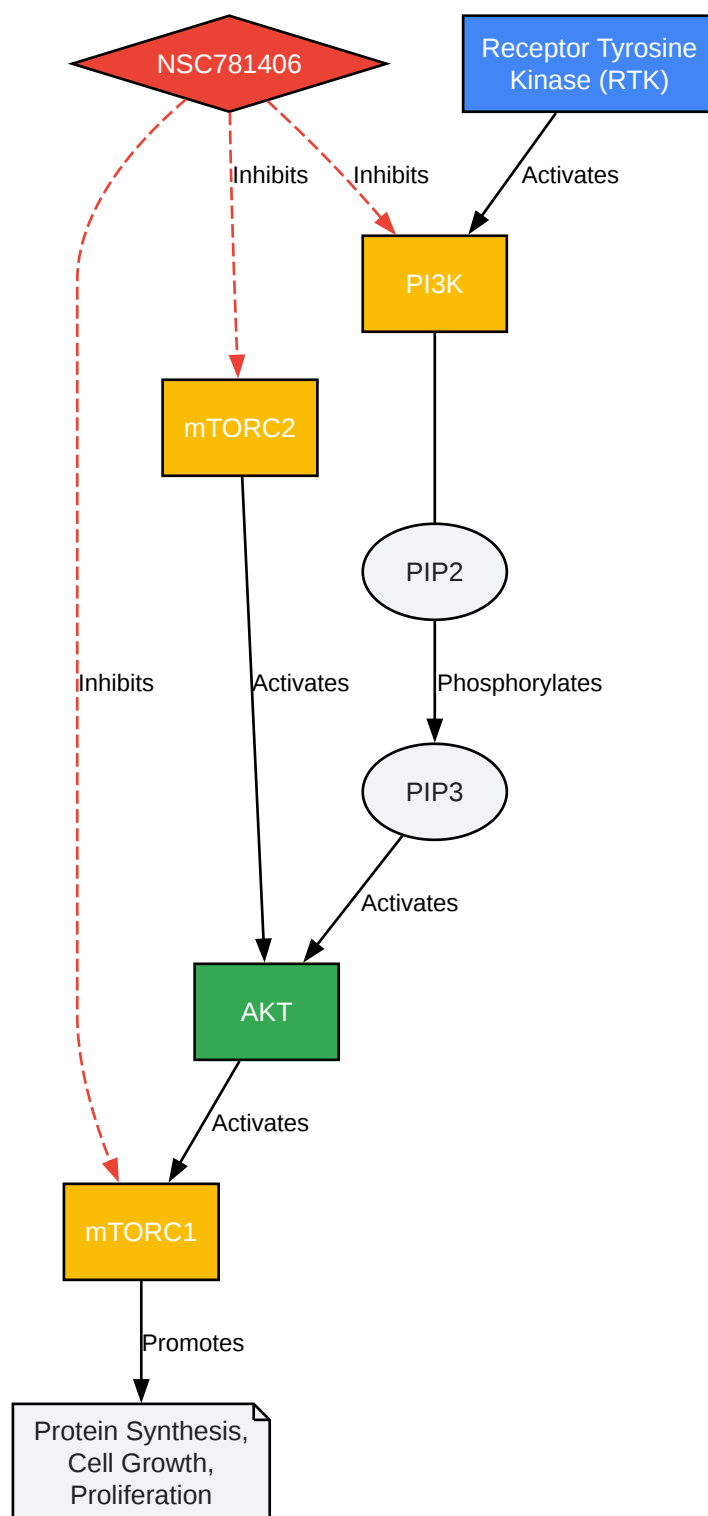 NSC781406
Receptor Tyrosine
Kinase (RTK)
Inhibits
Inhibits
Activates
PI3K
mTORC2
PIP2
Inhibits
Activates
Phosphorylates
PIP3
Activates
AKT
Activates
mTORC1
Promotes
Protein Synthesis,
Cell Growth,
Proliferation